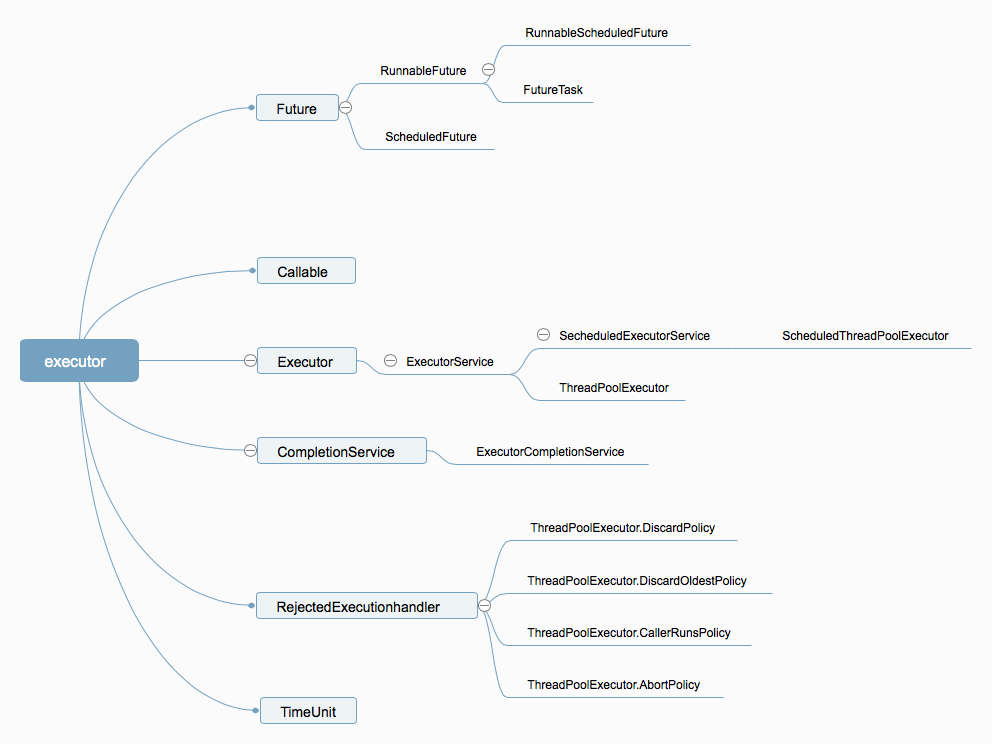 RunnableScheduledFuture
RunnableFuture
FutureTask
Future
ScheduledFuture
Callable
executor
Executor
ExecutorService
SecheduledExecutorService
ScheduledThreadPoolExecutor
ThreadPoolExecutor
CompletionService
ExecutorCompletionService
ThreadPoolExecutor.DiscardPolicy
ThreadPoolExecutor.DiscardOldestPolicy
RejectedExecutionhandler
ThreadPoolExecutor.CallerRunsPolicy
ThreadPoolExecutor.AbortPolicy
TimeUnit